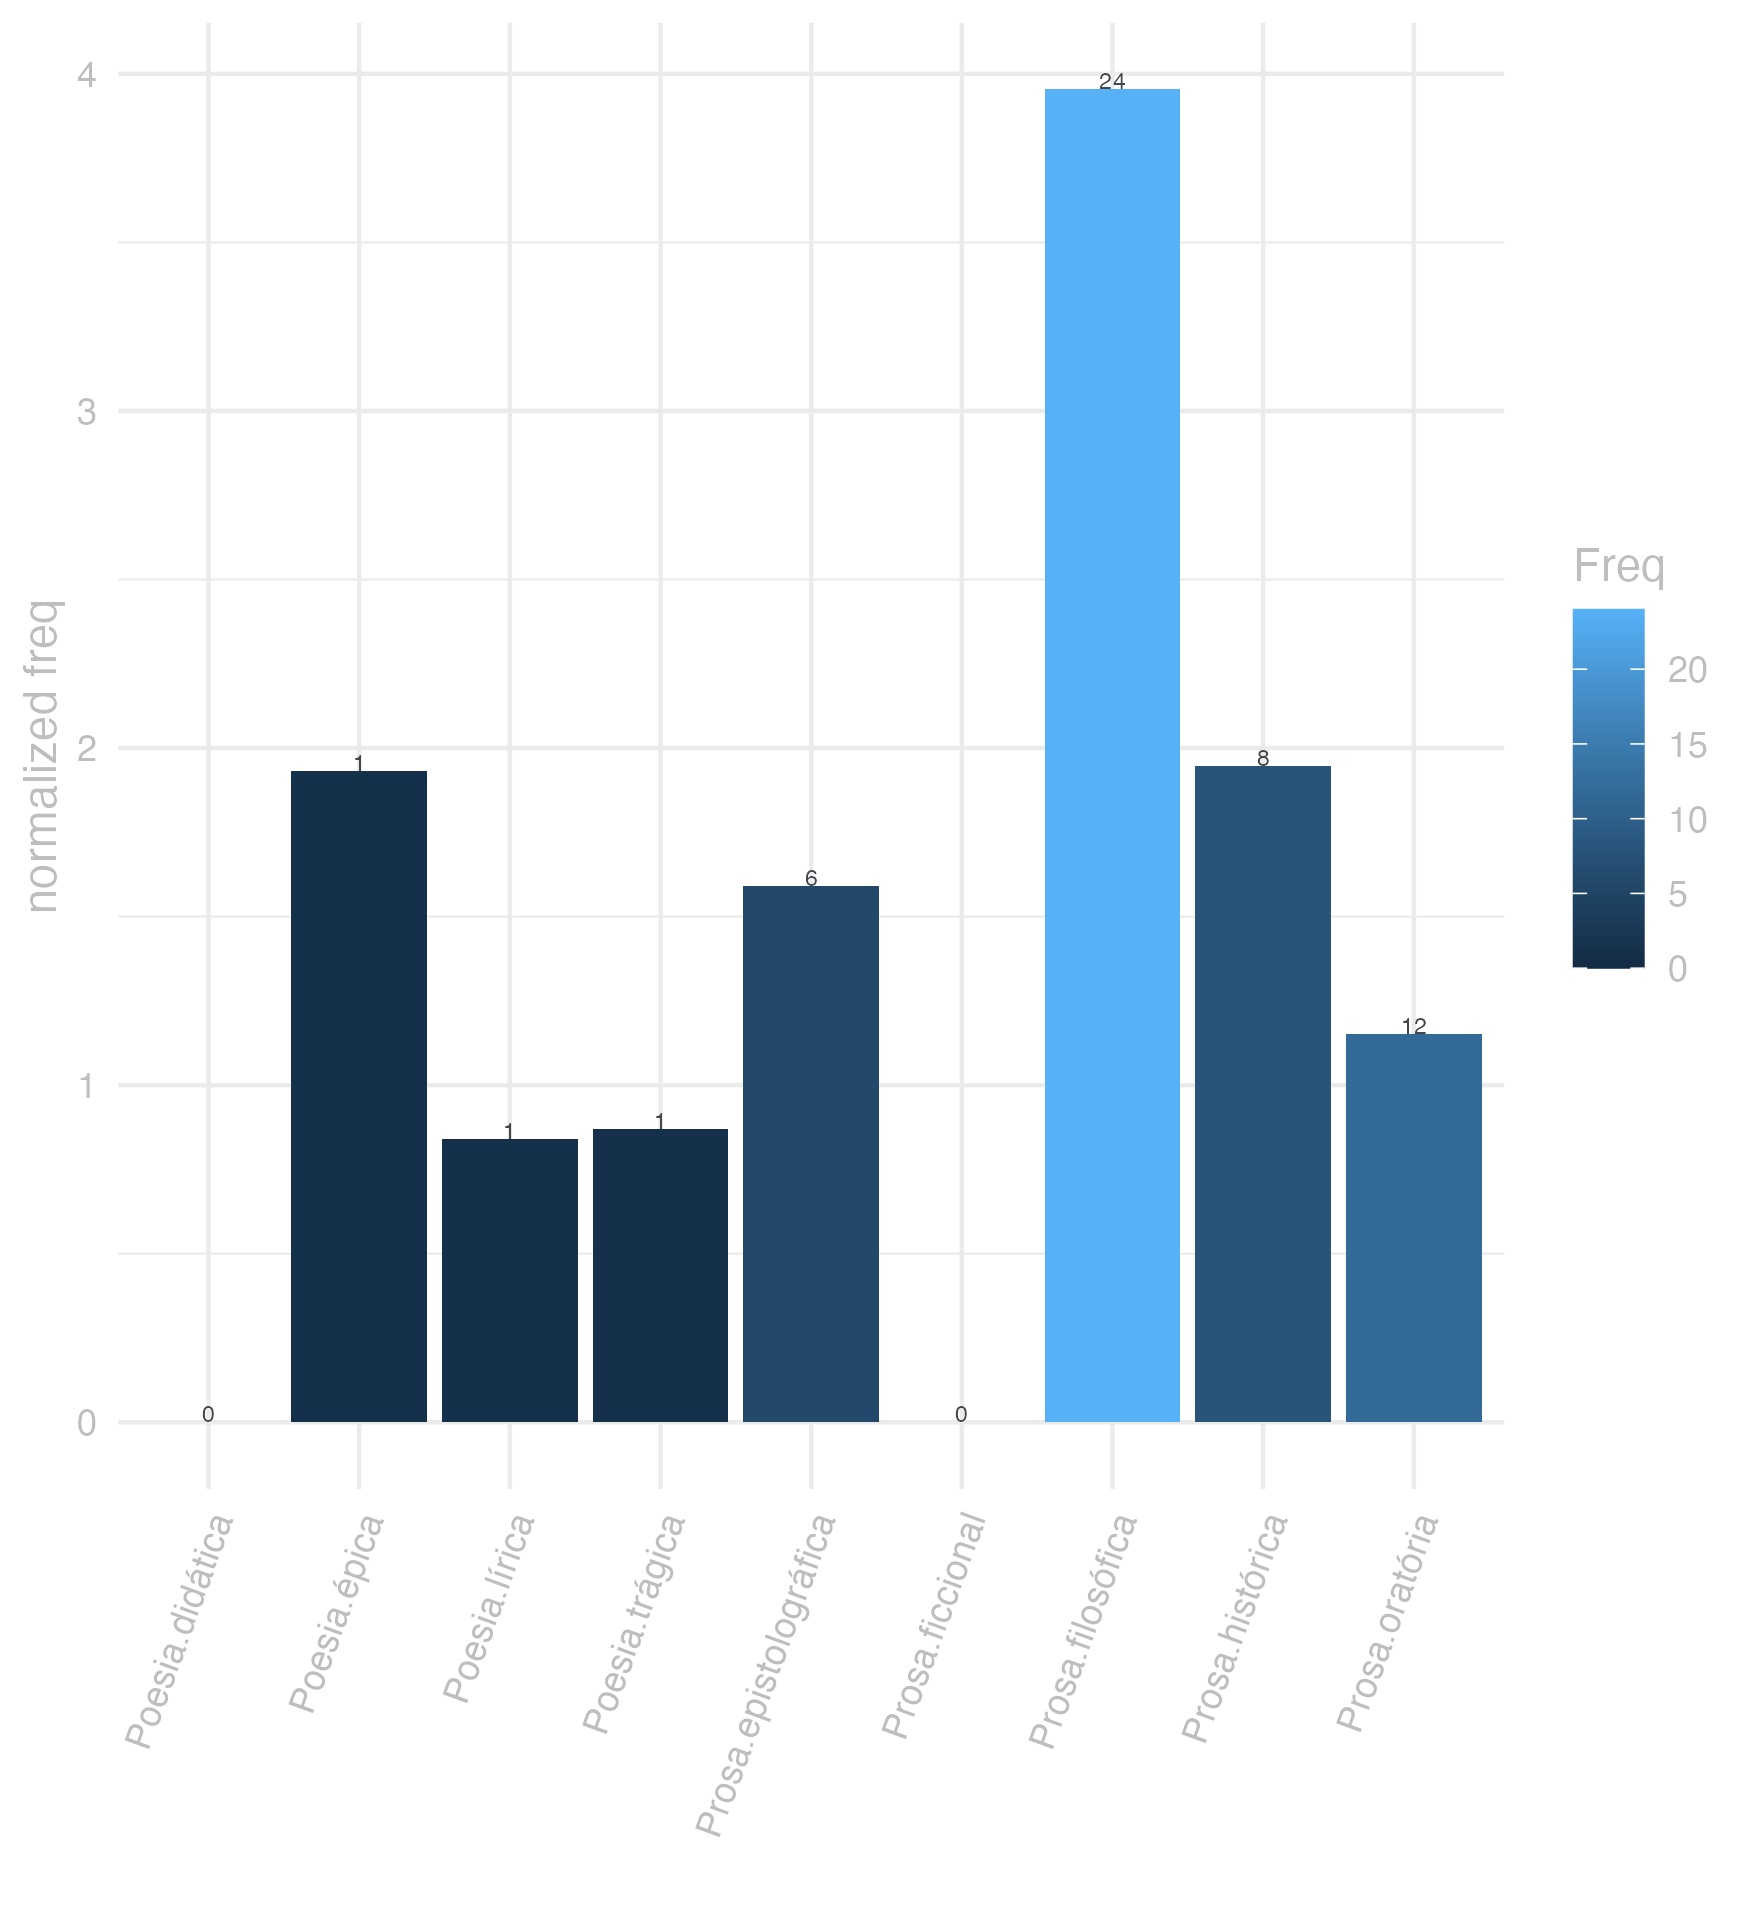 4
3
2
1
0
normalized freq
0
1
1
1
6
0
24
8
12
Poesia.didática
Poesia.épica
Poesia.lírica
Poesia.trágica
Prosa.epistolográfica
Prosa.ficcional
Prosa.filosófica
Prosa.histórica
Prosa.oratória
Freq
20
15
10
5
0